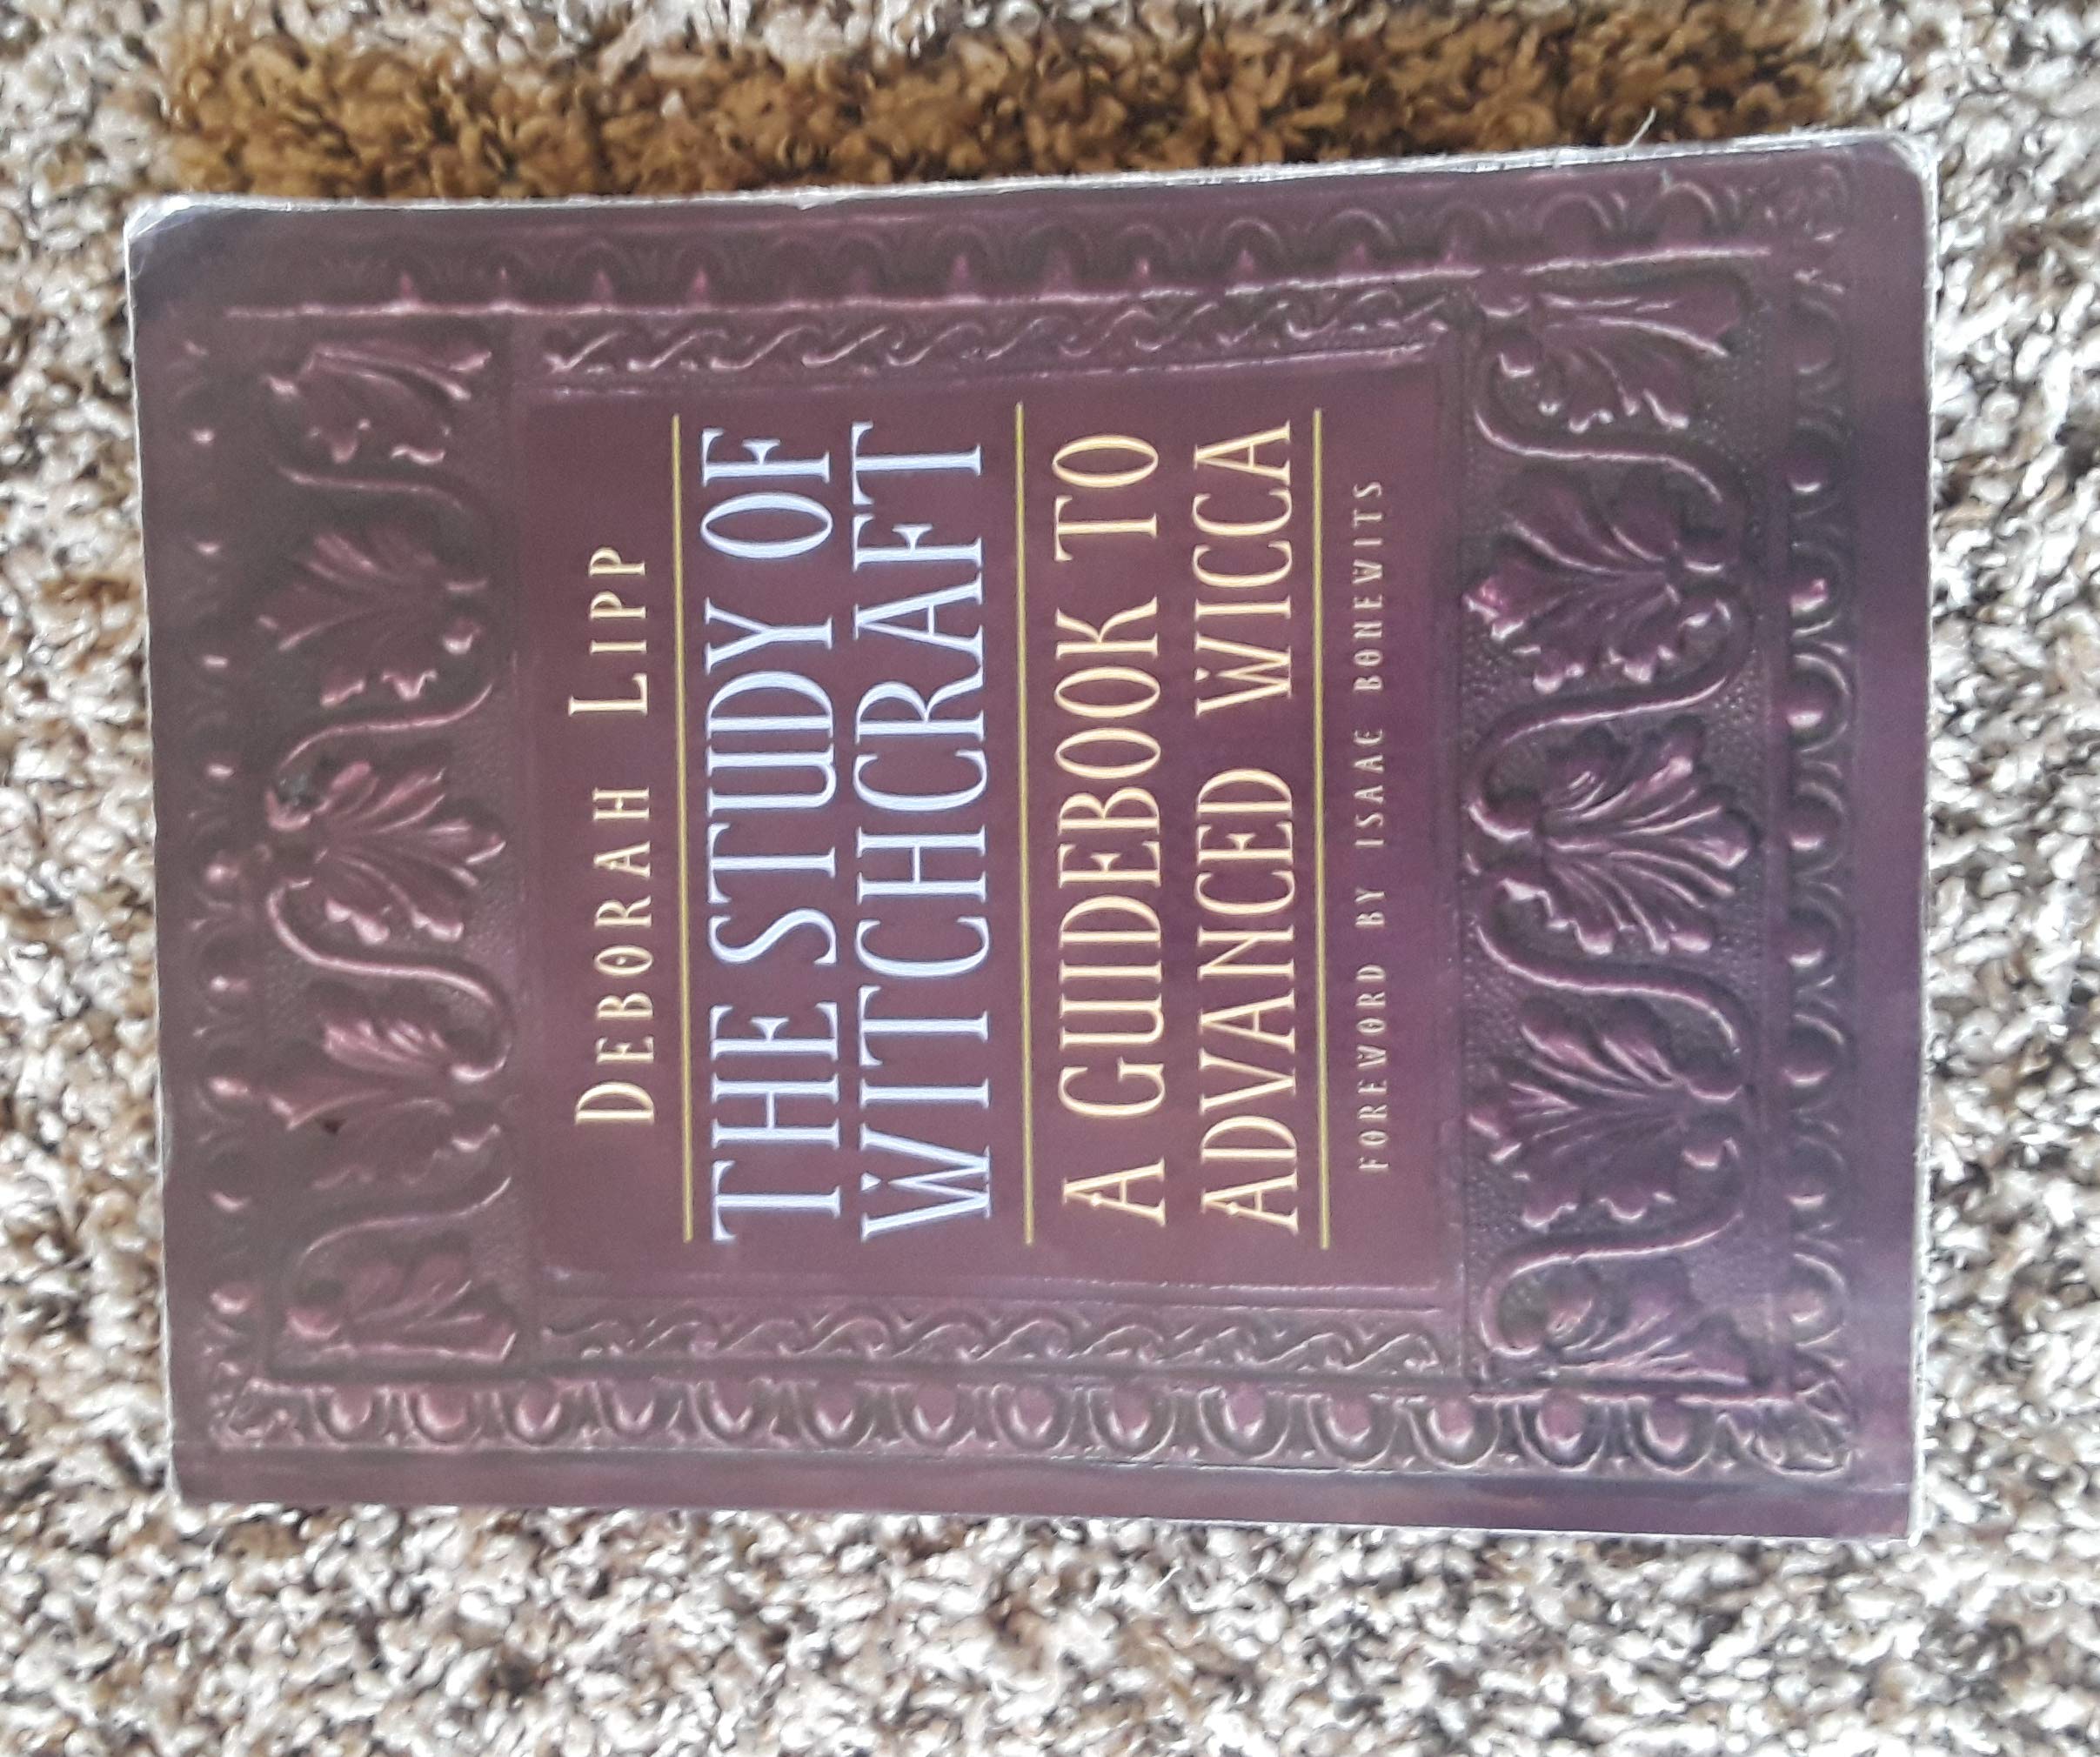 DEBORAH LIPP
THE STUDY OF
WITCHCRAFT
A GUIDEBOOK TO
ADVANCED WICCA
FOREWORD BY ISAAC BONEWITS